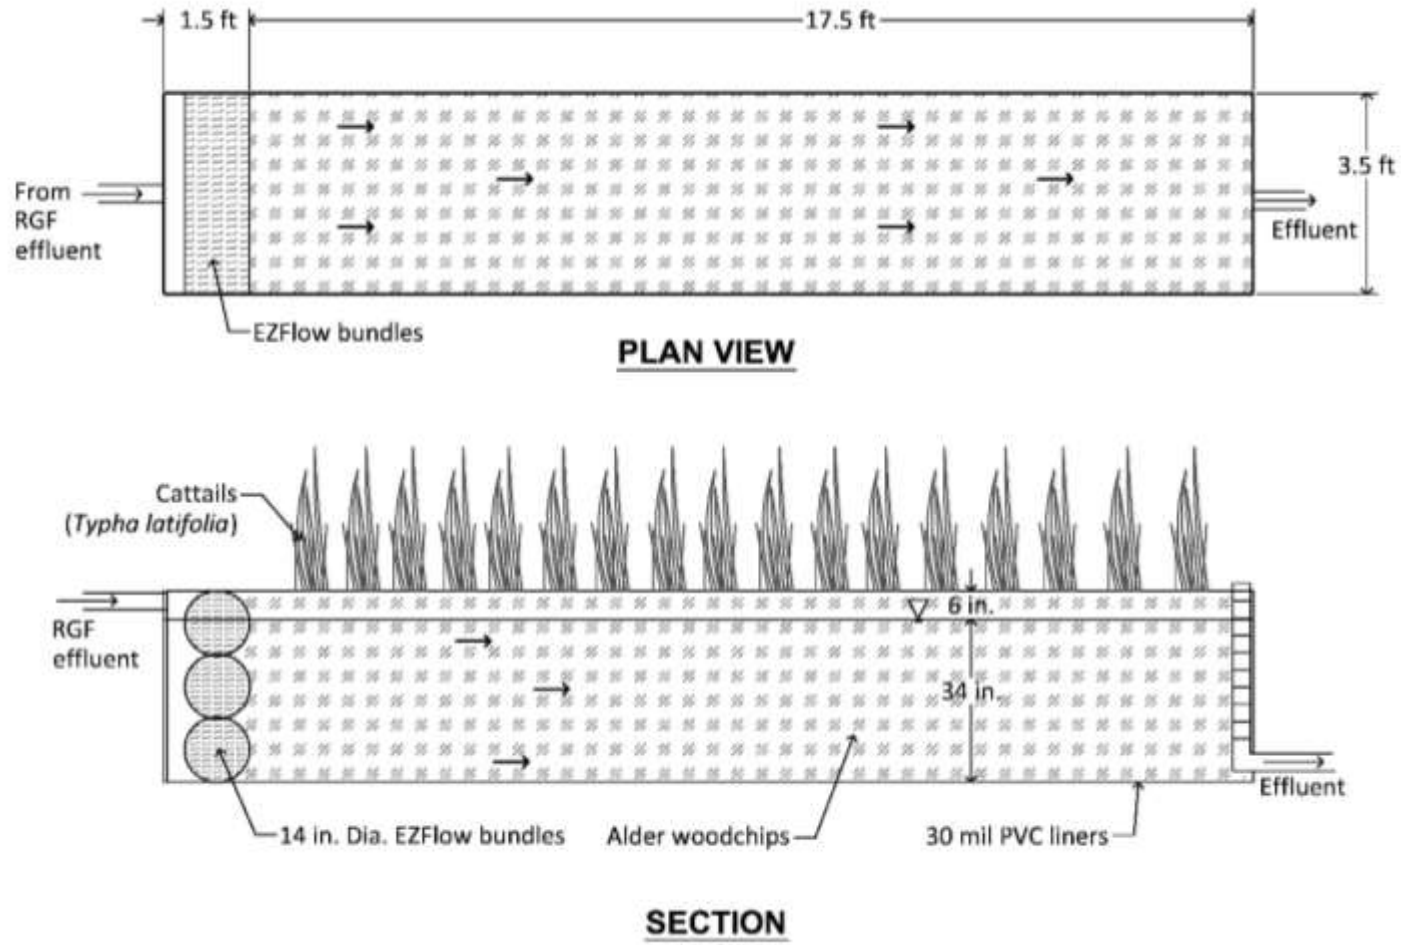 1.5 ft
17.5 ft
3.5 ft
From
RGF
effluent
Effluent
EZFlow bundles
PLAN VIEW
Cattails
(Typha latifolia)
6 in.
RGF
effluent
34 in.
Effluent
14 in. Dia. EZFlow bundles
Alder woodchips
30 mil PVC liners
SECTION